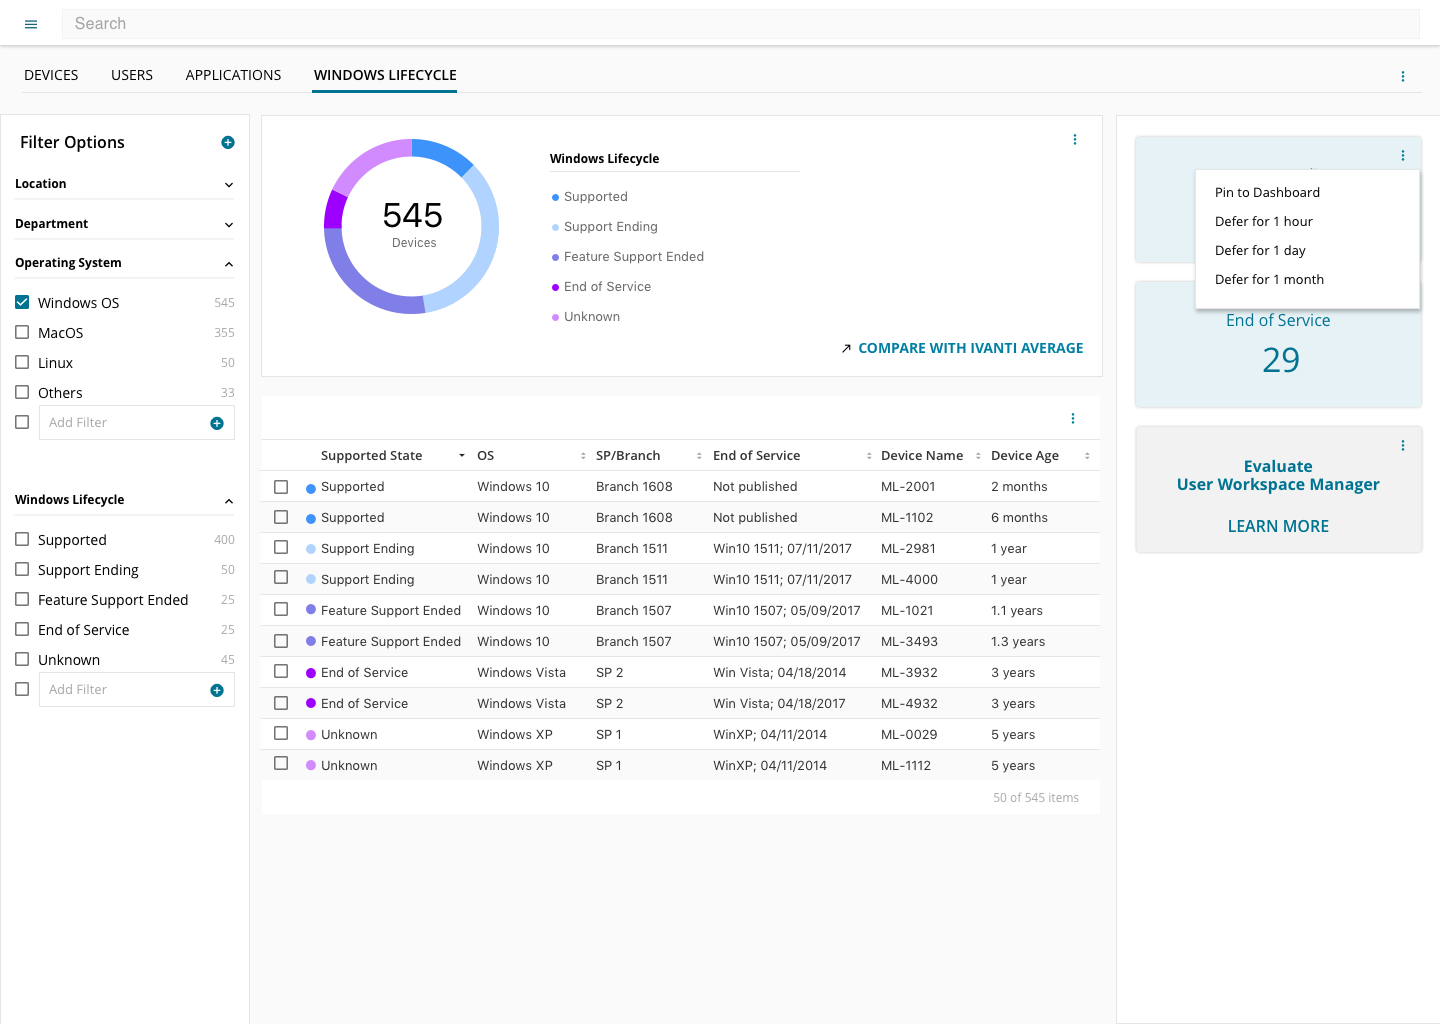 Search
DEVICES USERS APPLICATIONS WINDOWS LIFECYCLE
Filter Options
Location
Department
Operating System
Windows OS 545
MacOS 355
Linux 50
Others 33
Add Filter
Windows Lifecycle
Supported 400
Support Ending 50
Feature Support Ended 25
End of Service 25
Unknown 45
Add Filter
545
Devices
Windows Lifecycle
Supported
Support Ending
Feature Support Ended
End of Service
Unknown
COMPARE WITH IVANTI AVERAGE
Supported State OS SP/Branch End of Service Device Name Device Age
Supported Windows 10 Branch 1608 Not published ML-2001 2 months
Supported Windows 10 Branch 1608 Not published ML-1102 6 months
Support Ending Windows 10 Branch 1511 Win10 1511; 07/11/2017 ML-2981 1 year
Support Ending Windows 10 Branch 1511 Win10 1511; 07/11/2017 ML-4000 1 year
Feature Support Ended Windows 10 Branch 1507 Win10 1507; 05/09/2017 ML-1021 1.1 years
Feature Support Ended Windows 10 Branch 1507 Win10 1507; 05/09/2017 ML-3493 1.3 years
End of Service Windows Vista SP 2 Win Vista; 04/18/2014 ML-3932 3 years
End of Service Windows Vista SP 2 Win Vista; 04/18/2017 ML-4932 3 years
Unknown Windows XP SP 1 WinXP; 04/11/2014 ML-0029 5 years
Unknown Windows XP SP 1 WinXP; 04/11/2014 ML-1112 5 years
50 of 545 items
Pin to Dashboard
Defer for 1 hour
Defer for 1 day
Defer for 1 month
End of Service
29
Evaluate
User Workspace Manager
LEARN MORE